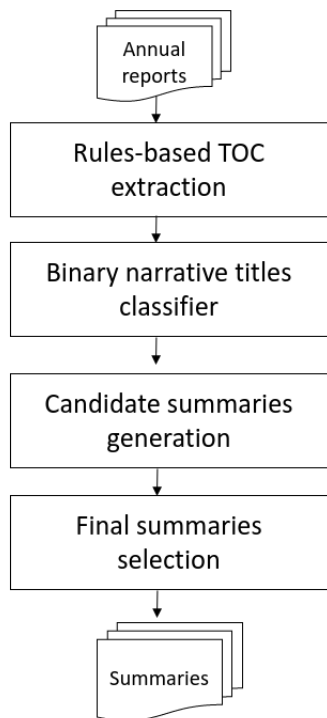 Annual
reports
Rules-based TOC
extraction
Binary narrative titles
classifier
Candidate summaries
generation
Final summaries
selection
Summaries